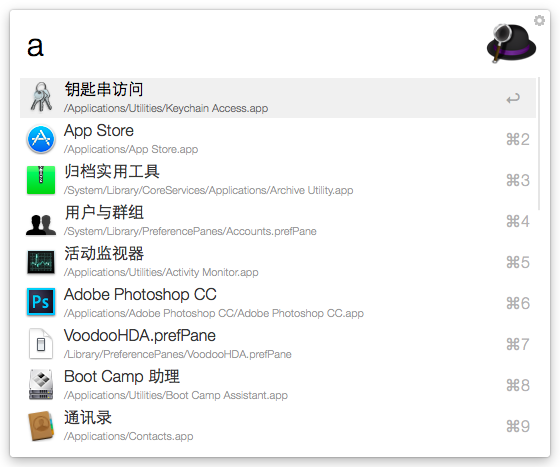 a
钥匙串访问
/Applications/Utilities/Keychain Access.app
↩
App Store
/Applications/App Store.app
⌘2
归档实用工具
/System/Library/CoreServices/Applications/Archive Utility.app
⌘3
用户与群组
/System/Library/PreferencePanes/Accounts.prefPane
⌘4
活动监视器
/Applications/Utilities/Activity Monitor.app
⌘5
Ps
Adobe Photoshop CC
/Applications/Adobe Photoshop CC/Adobe Photoshop CC.app
⌘6
VoodooHDA.prefPane
/Library/PreferencePanes/VoodooHDA.prefPane
⌘7
Boot Camp 助理
/Applications/Utilities/Boot Camp Assistant.app
⌘8
通讯录
/Applications/Contacts.app
⌘9